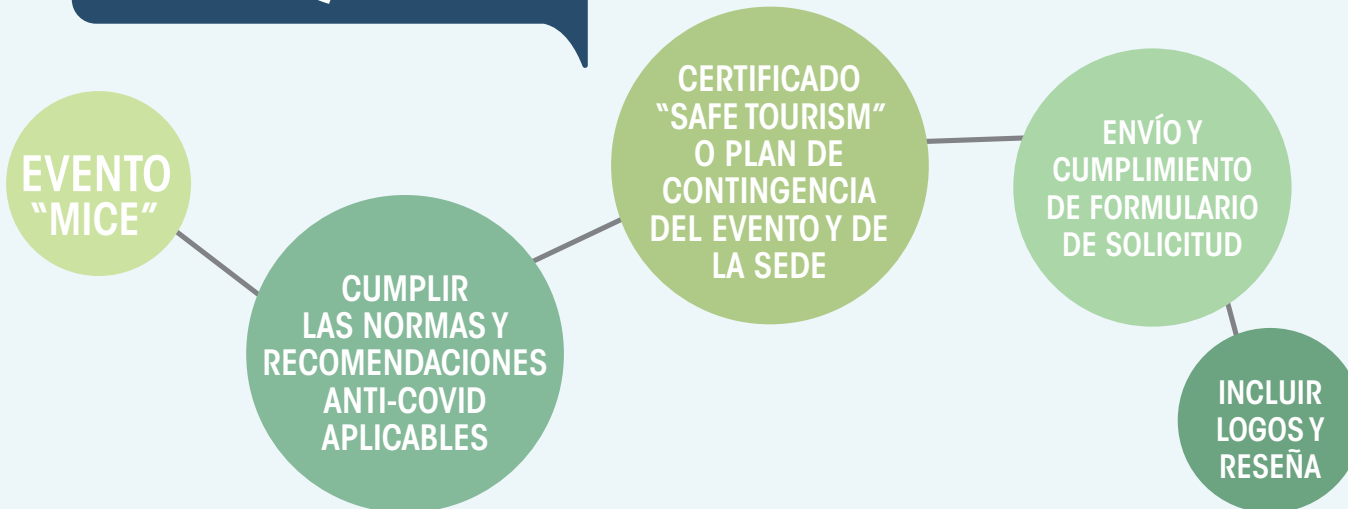 EVENTO
“MICE”
CUMPLIR
LAS NORMAS Y
RECOMENDACIONES
ANTI-COVID
APLICABLES
CERTIFICADO
“SAFE TOURISM”
O PLAN DE
CONTINGENCIA
DEL EVENTO Y DE
LA SEDE
ENVÍO Y
CUMPLIMIENTO
DE FORMULARIO
DE SOLICITUD
INCLUIR
LOGOS Y
RESEÑA